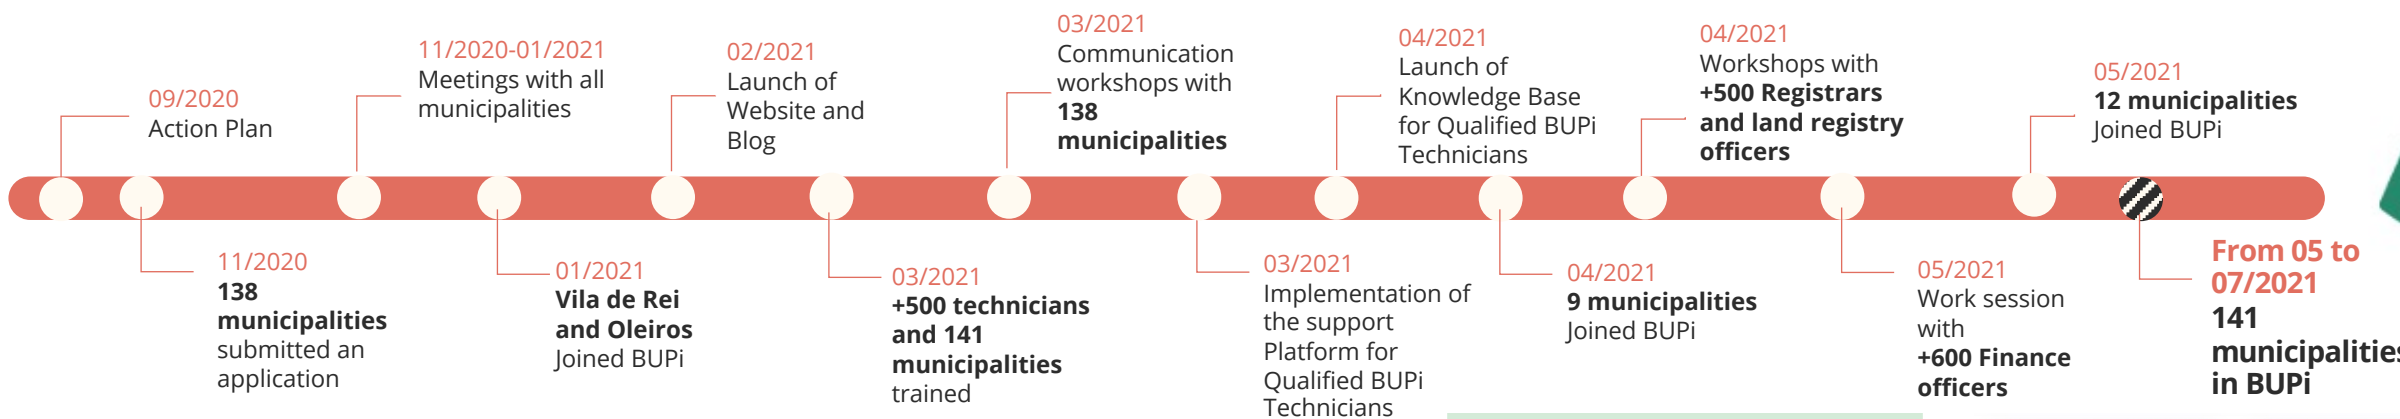 09/2020
Action Plan
11/2020
138
municipalities
submitted an
application
11/2020-01/2021
Meetings with all
municipalities
01/2021
Vila de Rei
and Oleiros
Joined BUPi
02/2021
Launch of
Website and
Blog
03/2021
+500 technicians
and 141
municipalities
trained
03/2021
Communication
workshops with
138
municipalities
03/2021
Implementation of
the support
Platform for
Qualified BUPi
Technicians
04/2021
Launch of
Knowledge Base
for Qualified BUPi
Technicians
04/2021
9 municipalities
Joined BUPi
04/2021
Workshops with
+500 Registrars
and land registry
officers
05/2021
Work session
with
+600 Finance
officers
05/2021
12 municipalities
Joined BUPi
From 05 to
07/2021
141
municipalities
in BUPi